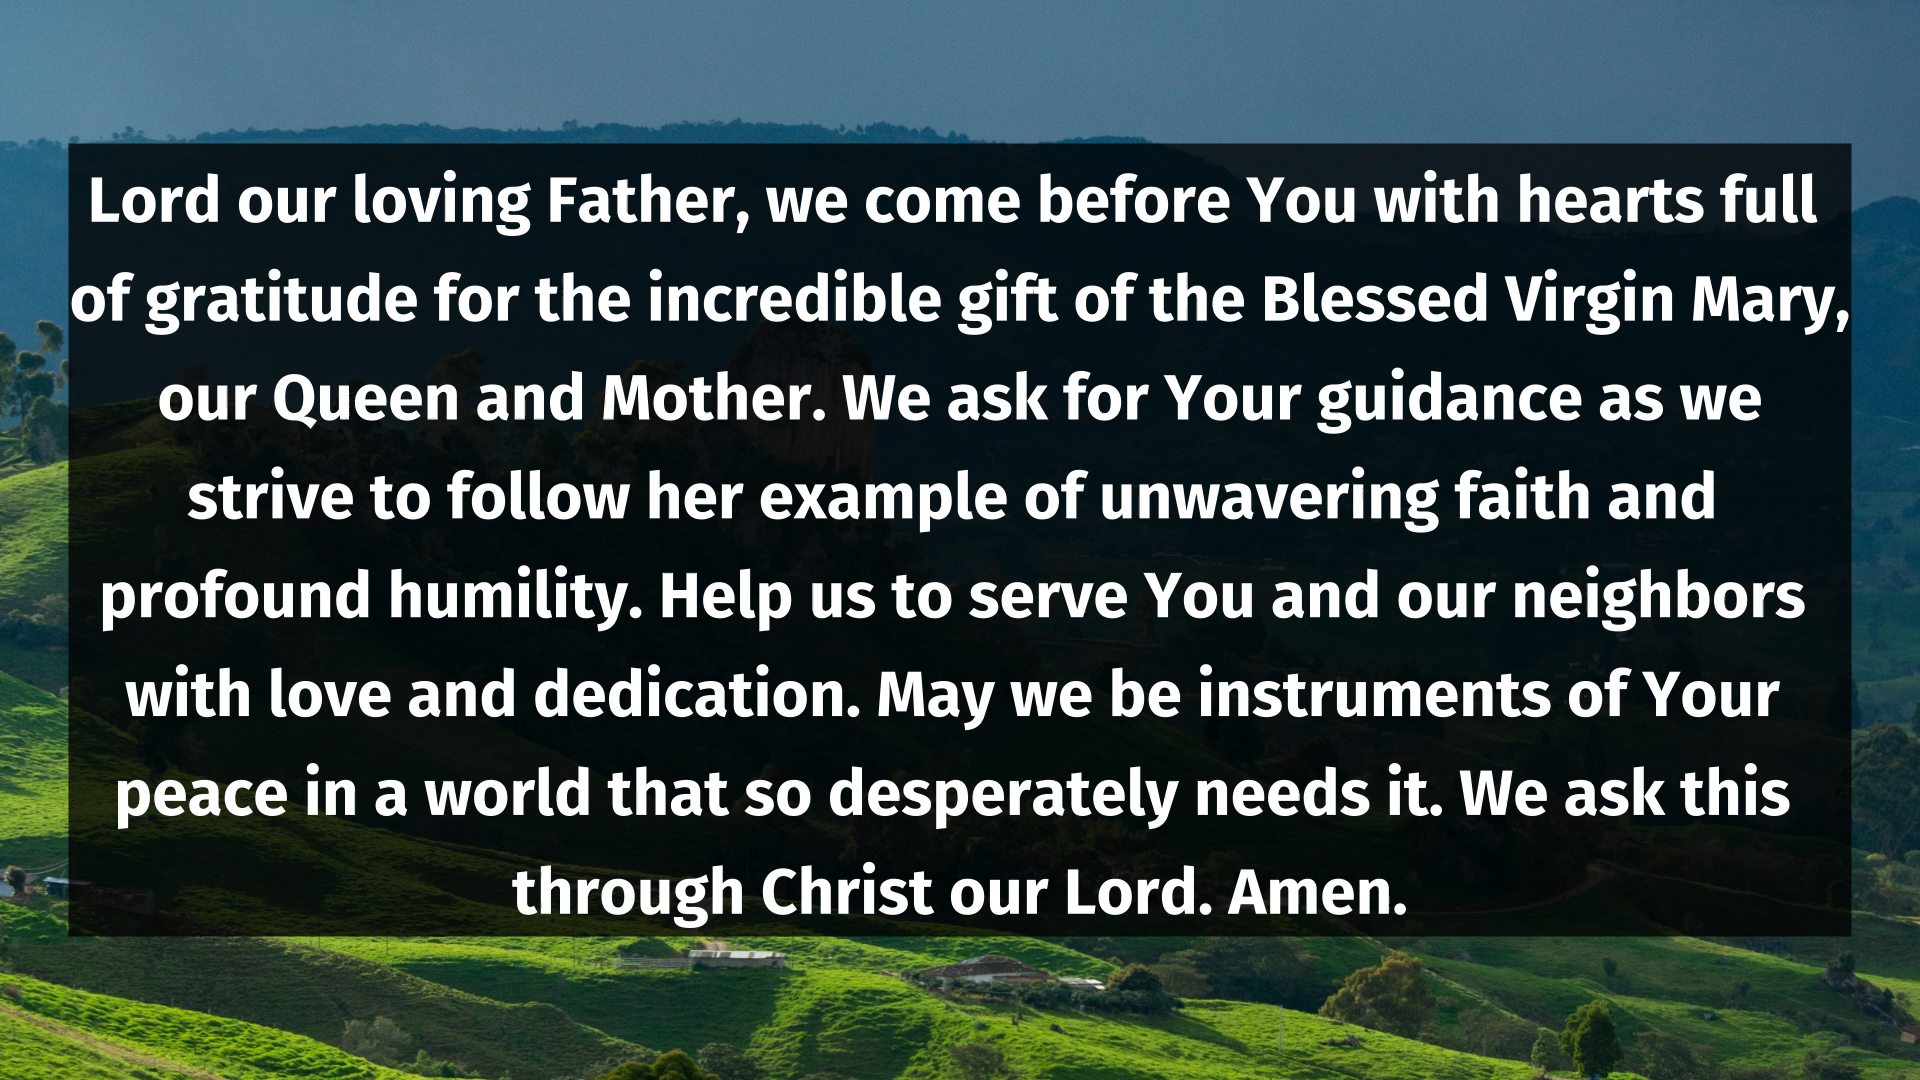 Lord our loving Father, we come before You with hearts full
of gratitude for the incredible gift of the Blessed Virgin Mary,
our Queen and Mother. We ask for Your guidance as we
strive to follow her example of unwavering faith and
profound humility. Help us to serve You and our neighbors
with love and dedication. May we be instruments of Your
peace in a world that so desperately needs it. We ask this
through Christ our Lord. Amen.